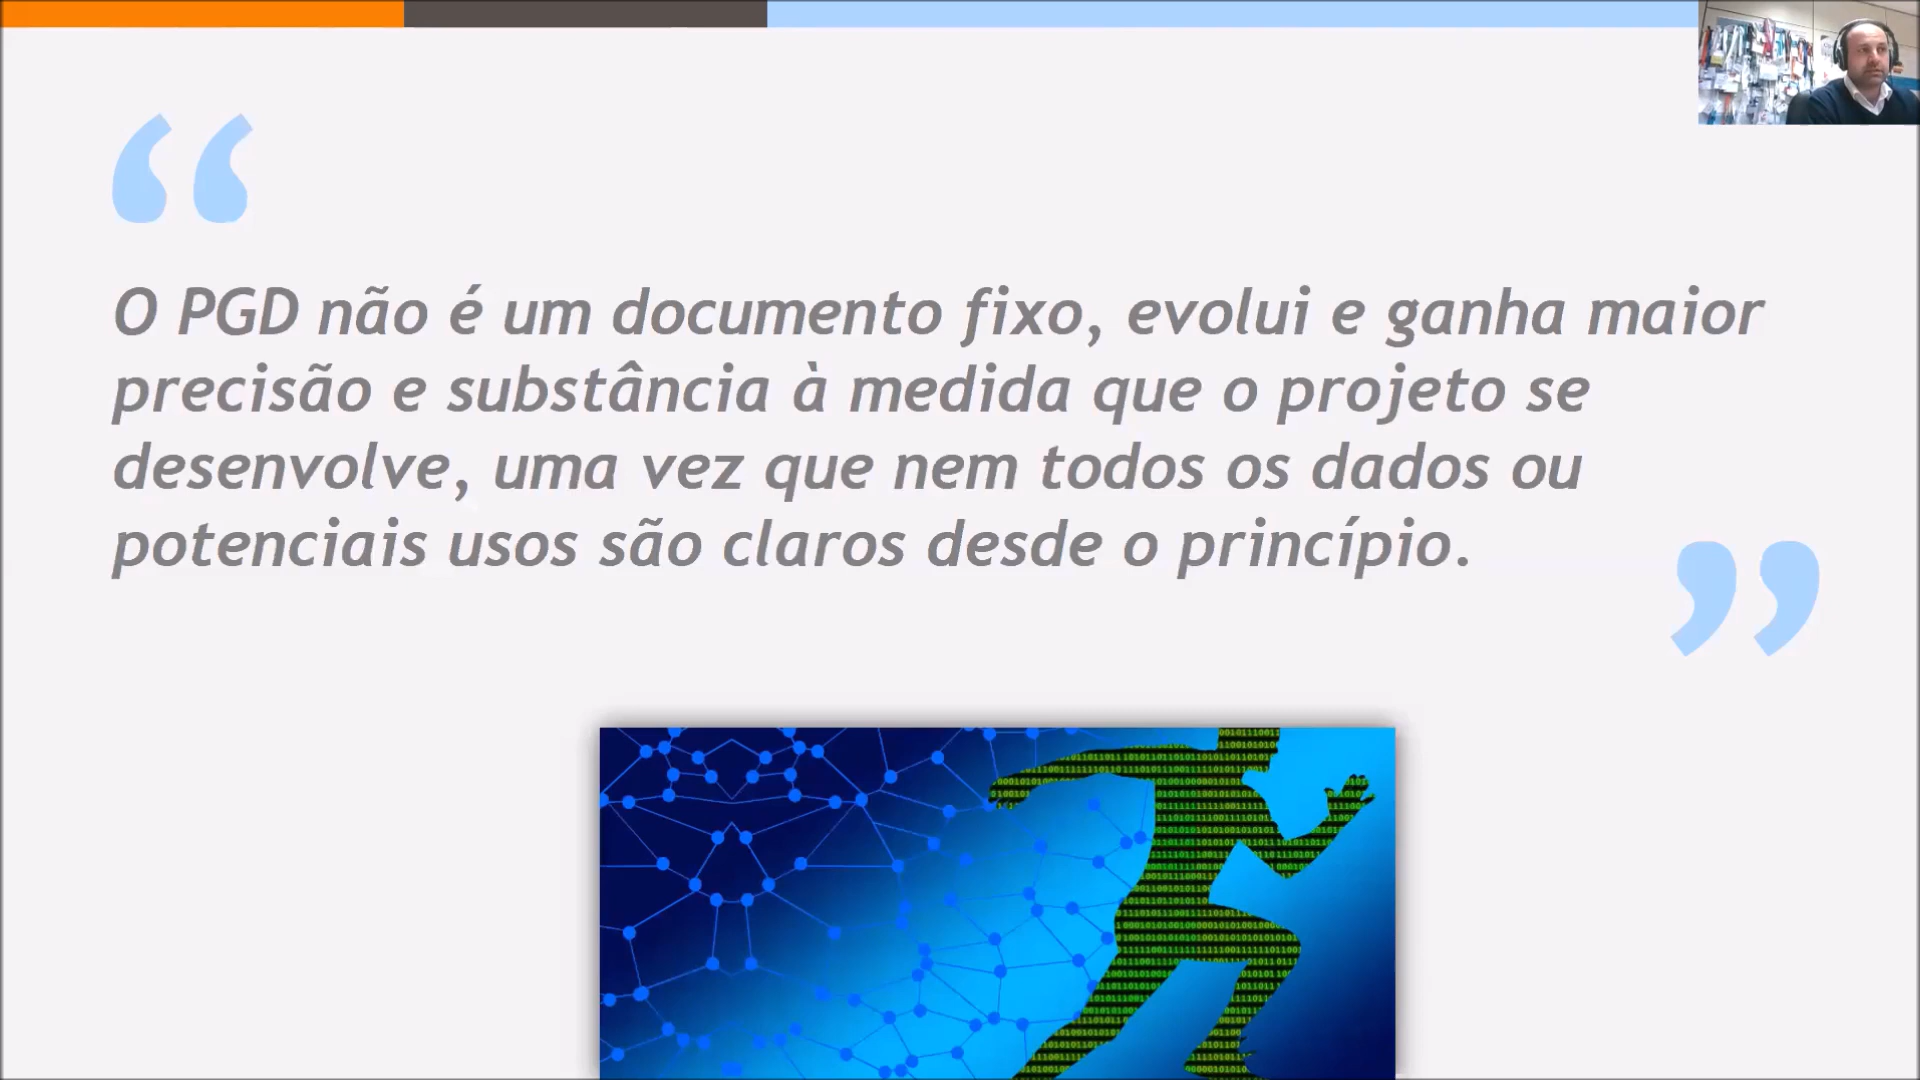 “
O PGD não é um documento fixo, evolui e ganha maior
precisão e substância à medida que o projeto se
desenvolve, uma vez que nem todos os dados ou
potenciais usos são claros desde o princípio.
”